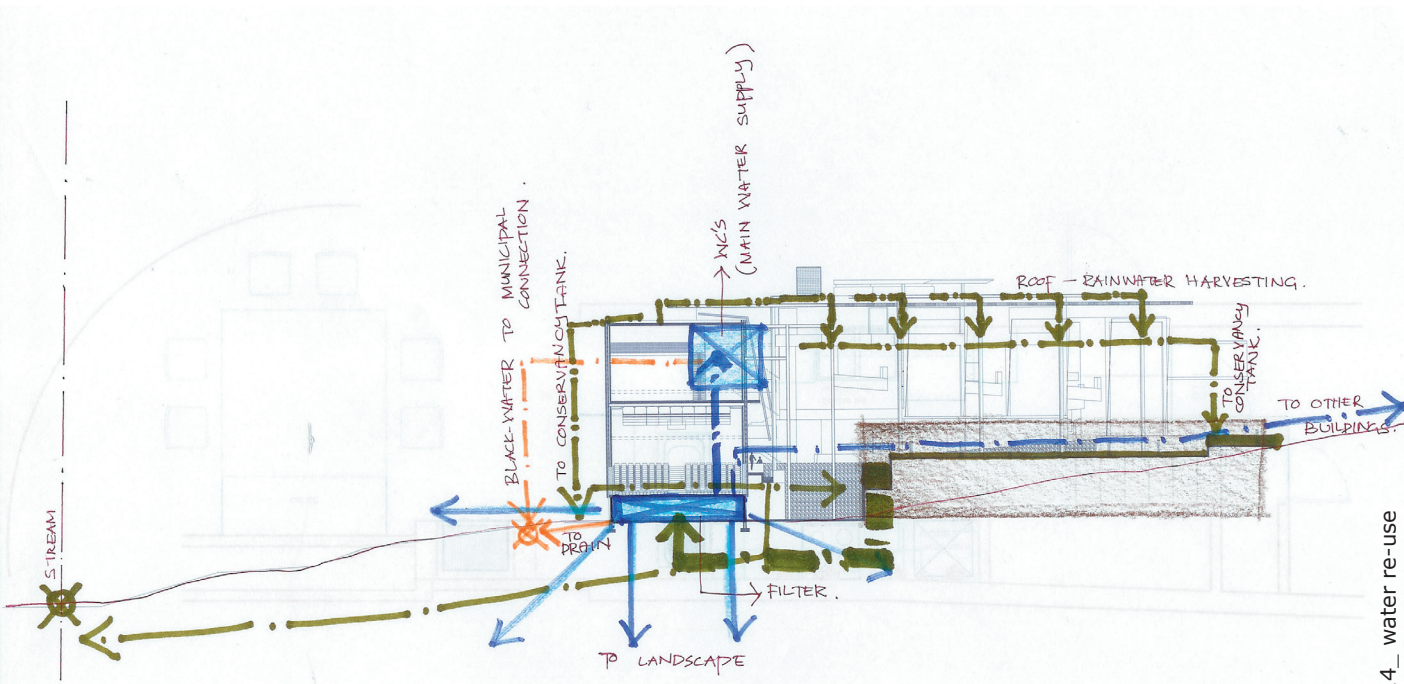 STREAM
BLACK WATER TO MUNICIPAL
CONNECTION.
TO CONSERVANCY TANK.
WC'S
(MAIN WATER SUPPLY)
ROOF - RAINWATER HARVESTING.
TO
CONSERVANCY
TANK.
TO OTHER
BUILDINGS.
TO
DRAIN
FILTER.
TO LANDSCAPE
4_ water re-use